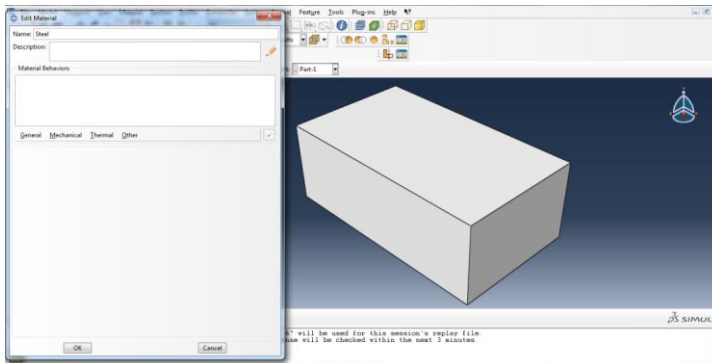 Edit Material
Name: Steel
Description:
Material Behaviors
General Mechanical Thermal Other
OK Cancel
Feature Tools Plug-ins Help
Part-1
SIMUL
6" will be used for this session's replay file.
nse will be checked within the next 3 minutes.